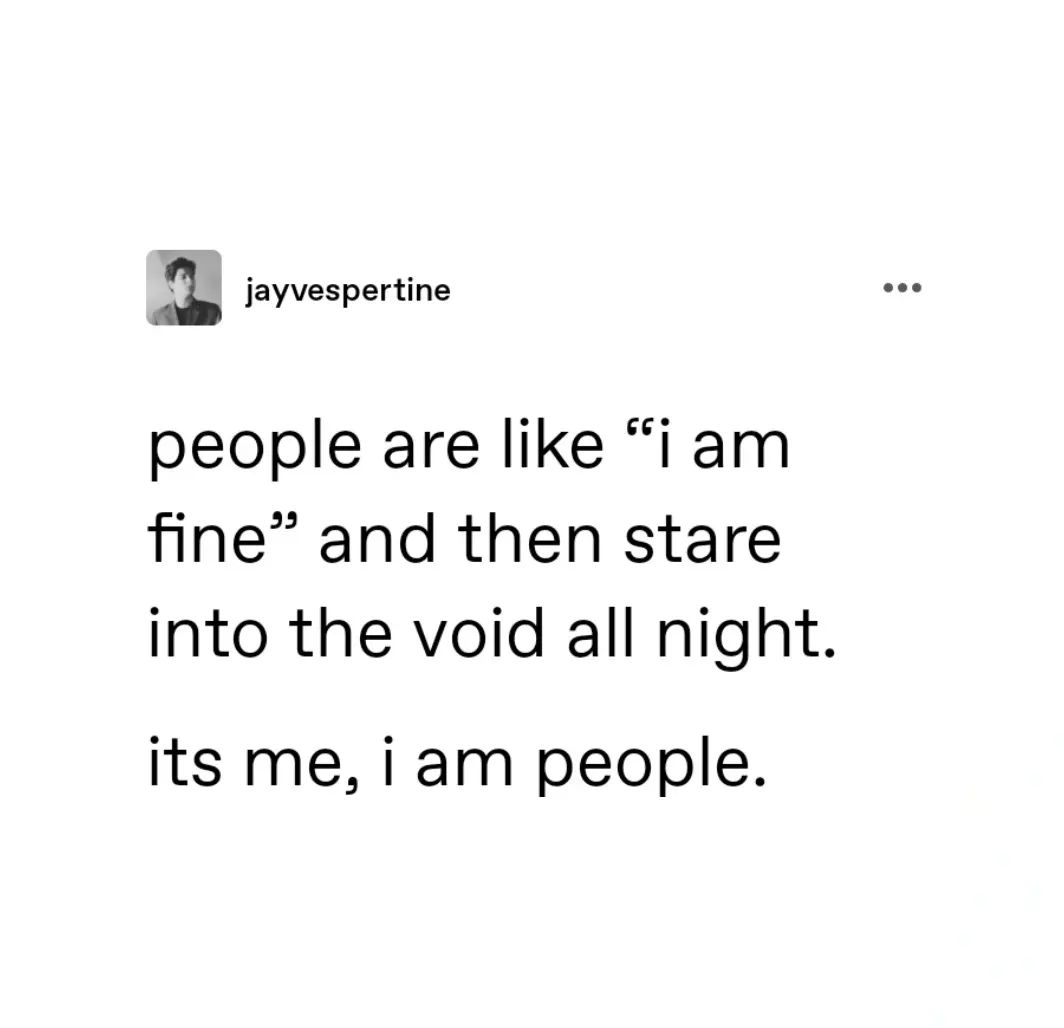 jayvespertine
people are like “i am
fine” and then stare
into the void all night.
its me, i am people.